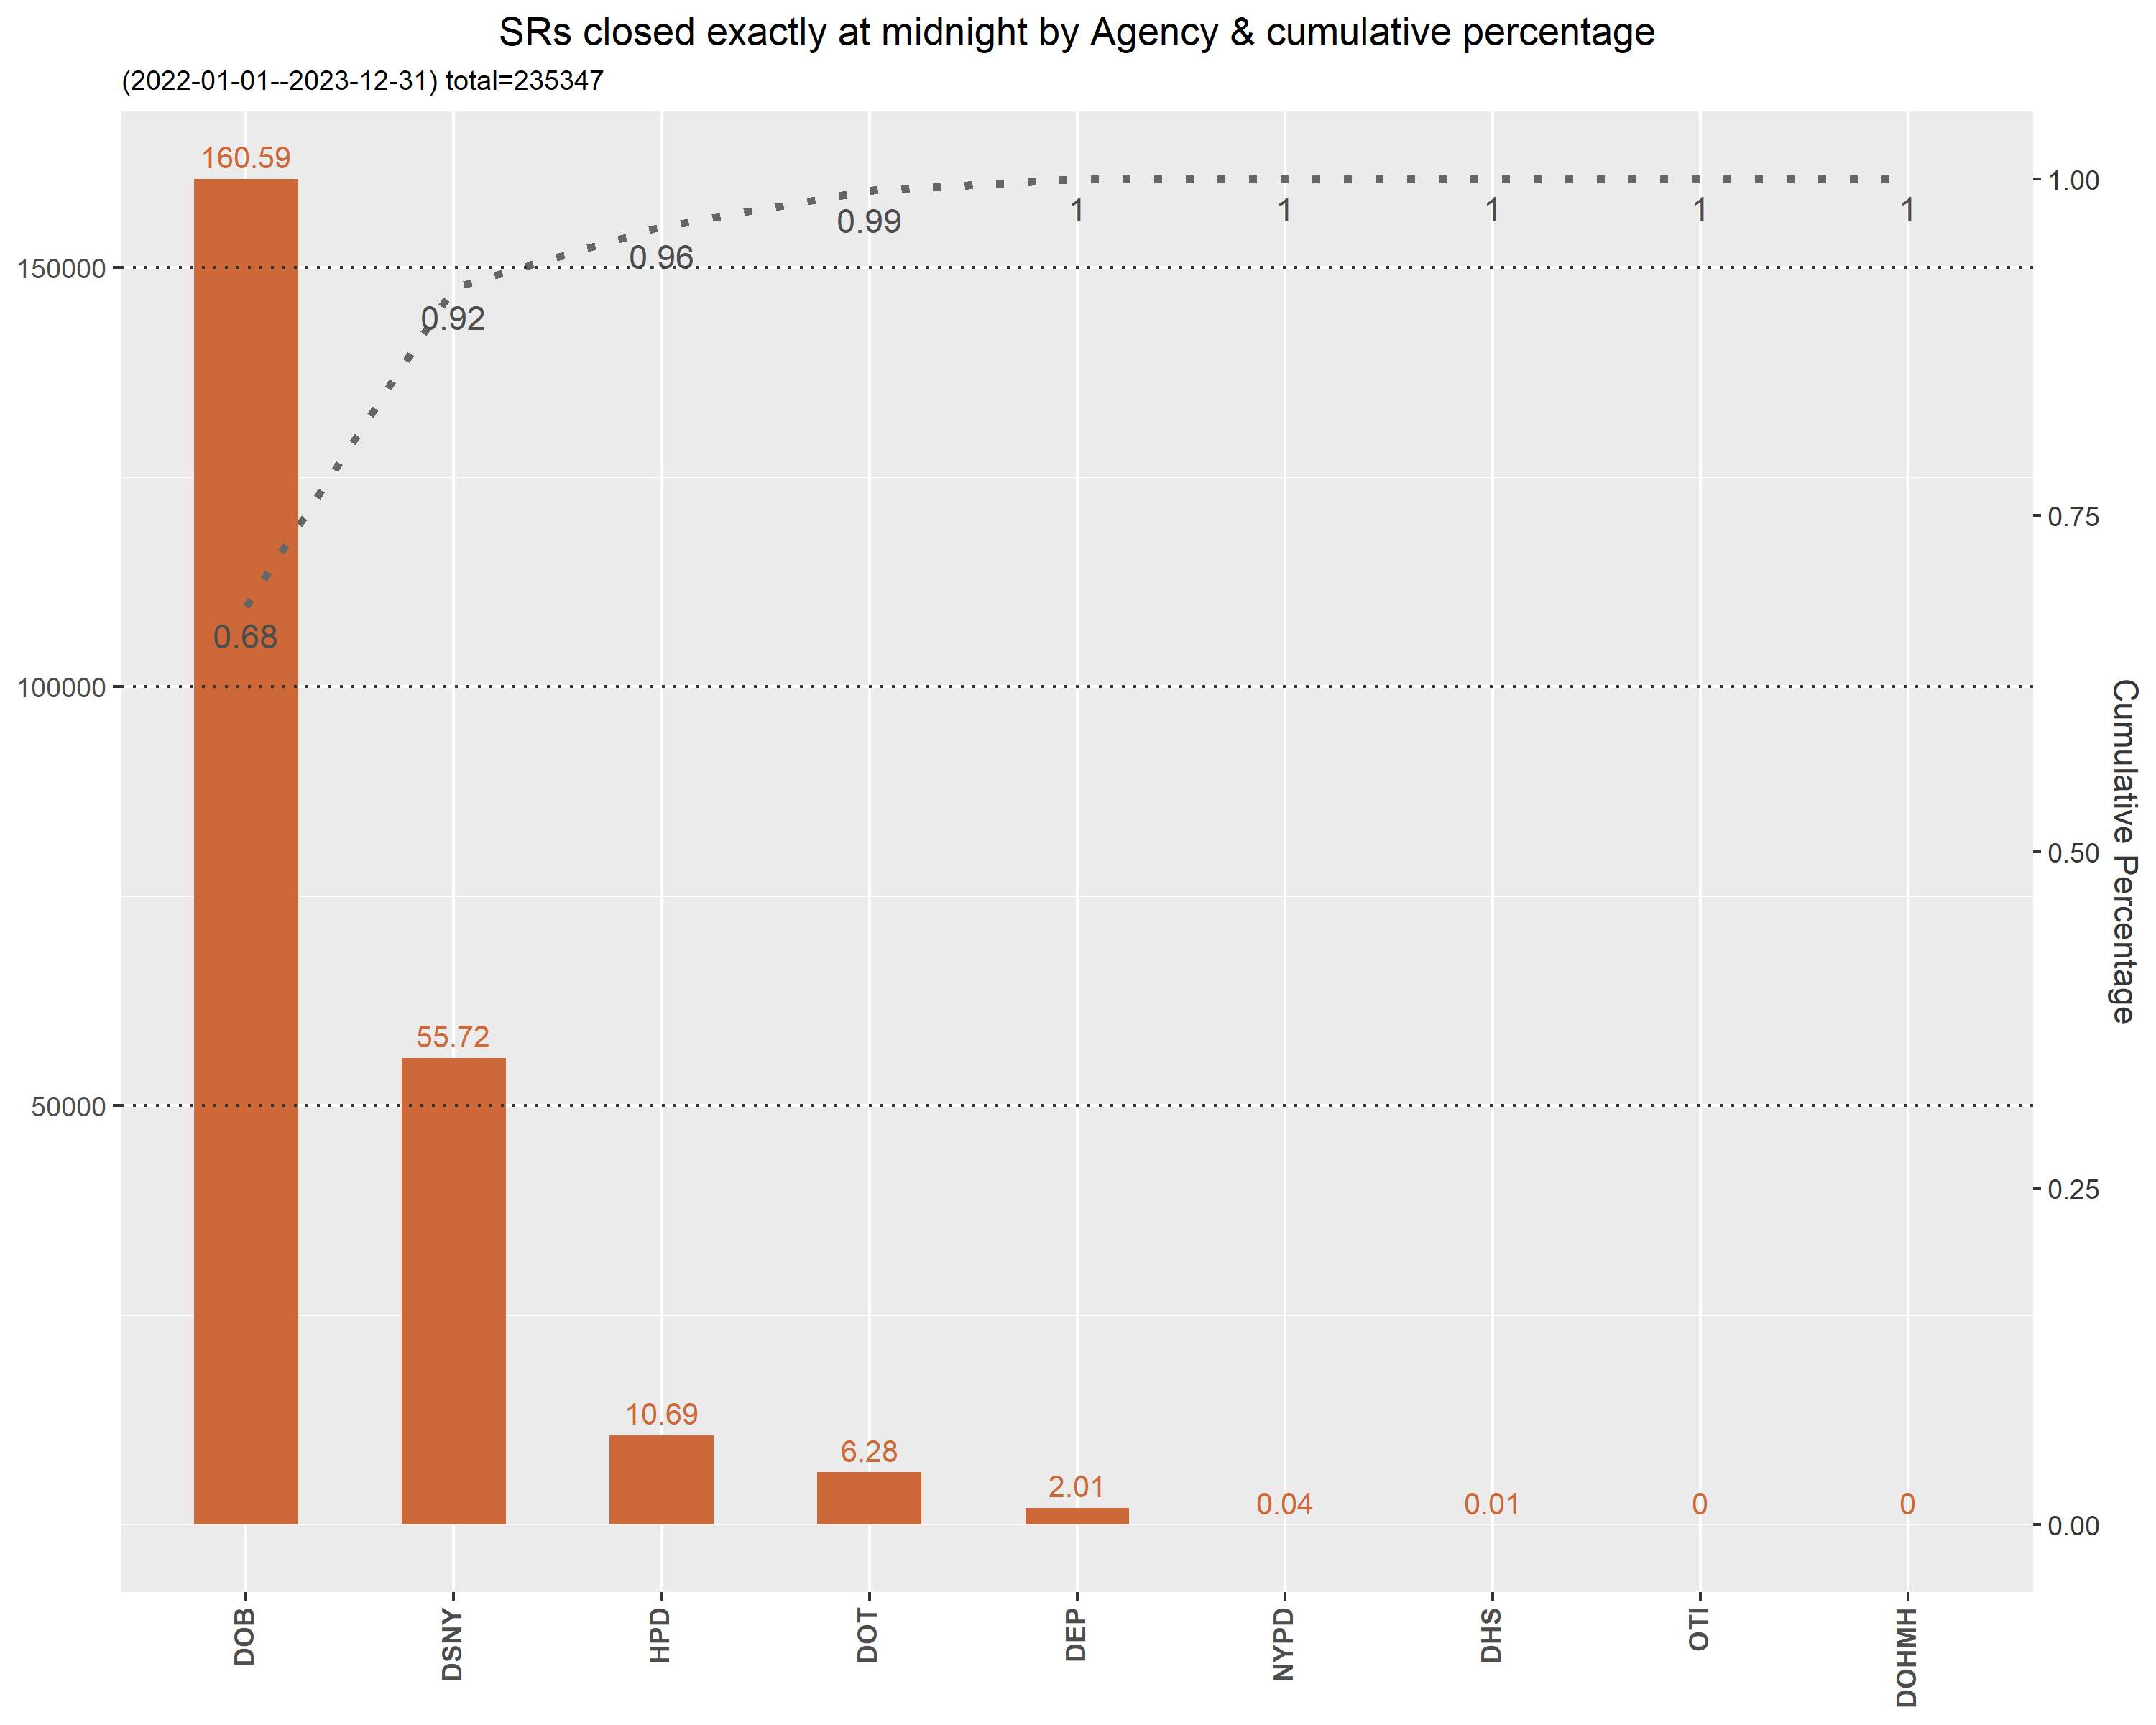 SRs closed exactly at midnight by Agency & cumulative percentage
(2022-01-01--2023-12-31) total=235347
160.59
1.00
0.99
1
1
1
1
1
0.96
150000
0.92
0.75
0.68
100000
Cumulative Percentage
0.50
55.72
50000
0.25
10.69
6.28
2.01
0.04
0.01
0
0
0.00
DOB
DSNY
HPD
DOT
DEP
NYPD
DHS
OTI
DOHMH